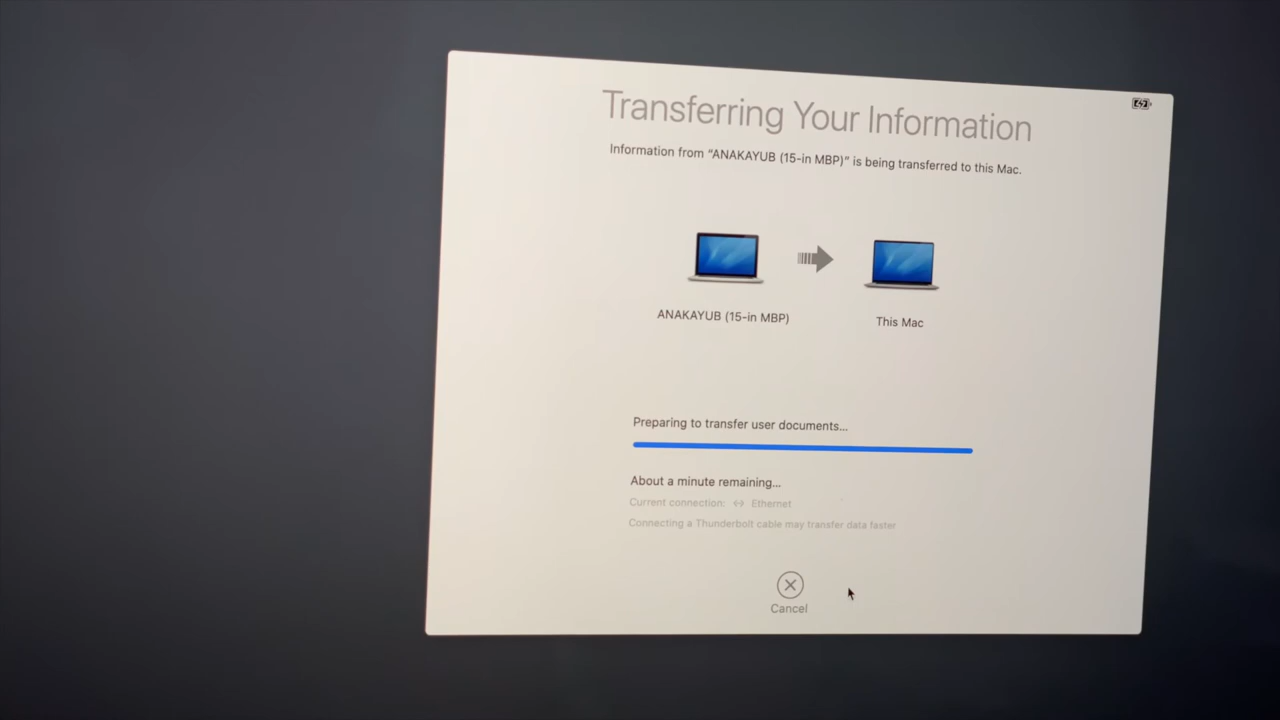 Transferring Your Information
Information from “ANAKAYUB (15-in MBP)” is being transferred to this Mac.
ANAKAYUB (15-in MBP)
This Mac
Preparing to transfer user documents...
About a minute remaining...
Current connection: <-> Ethernet
Connecting a Thunderbolt cable may transfer data faster
Cancel